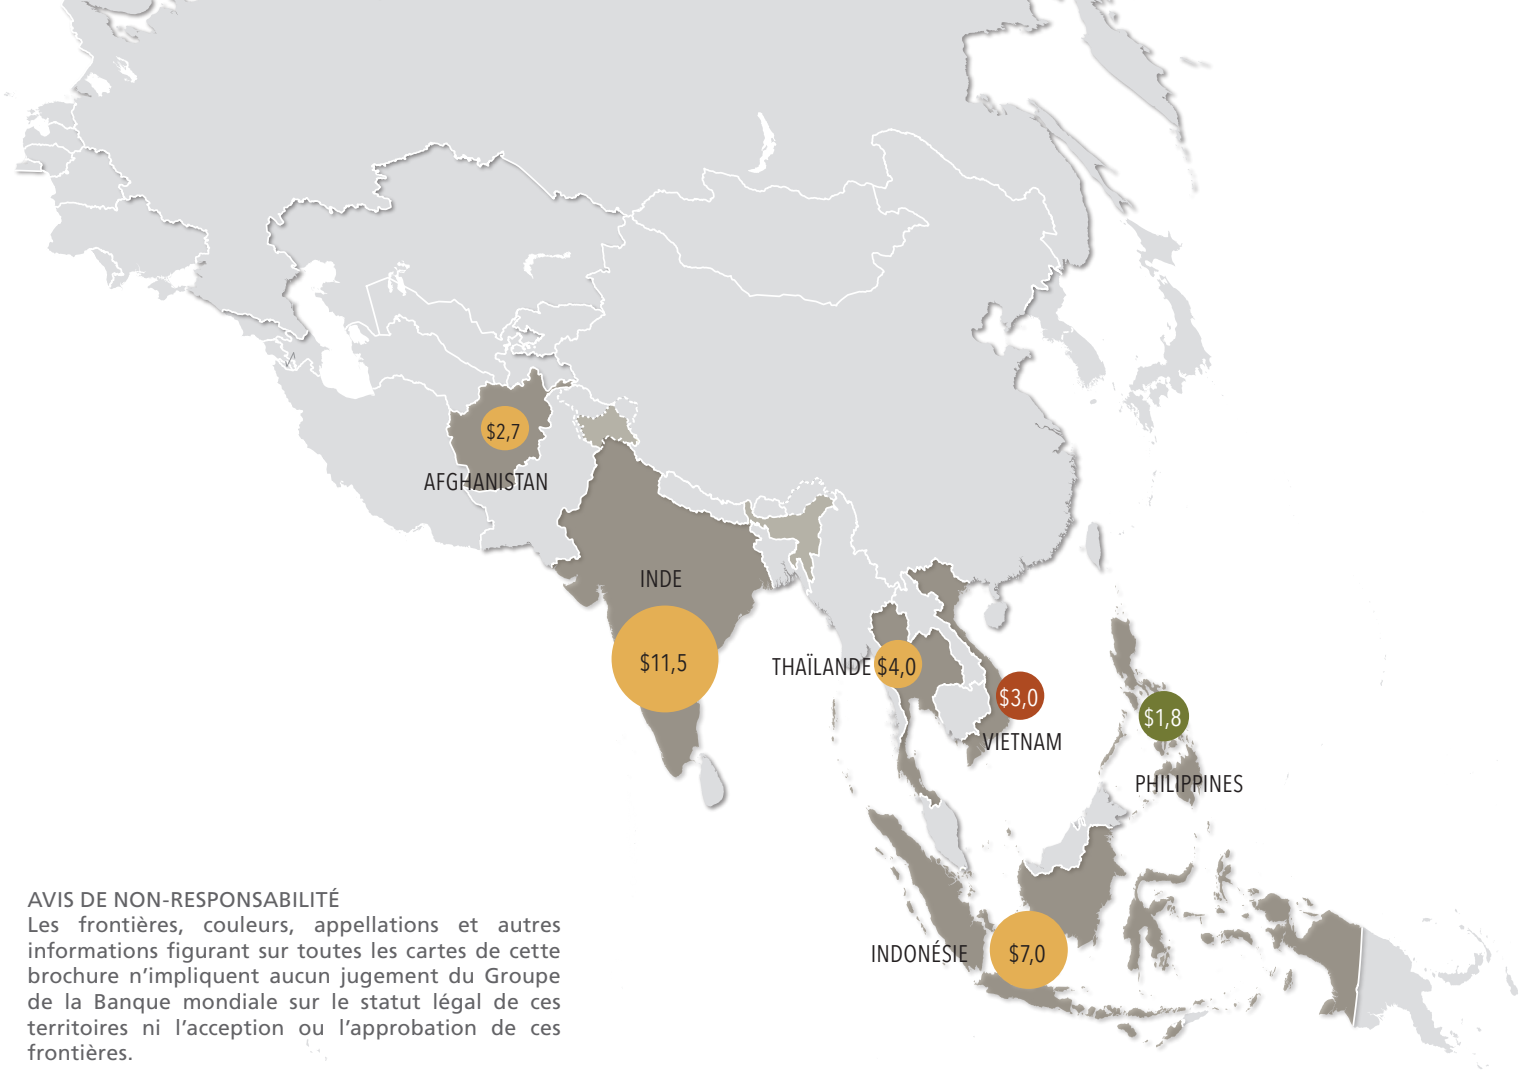 $2,7
AFGHANISTAN
INDE
$11,5
THAÏLANDE
$4,0
$3,0
VIETNAM
$1,8
PHILIPPINES
INDONÉSIE
$7,0
AVIS DE NON-RESPONSABILITÉ
Les frontières, couleurs, appellations et autres
informations figurant sur toutes les cartes de cette
brochure n’impliquent aucun jugement du Groupe
de la Banque mondiale sur le statut légal de ces
territoires ni l’acception ou l’approbation de ces
frontières.